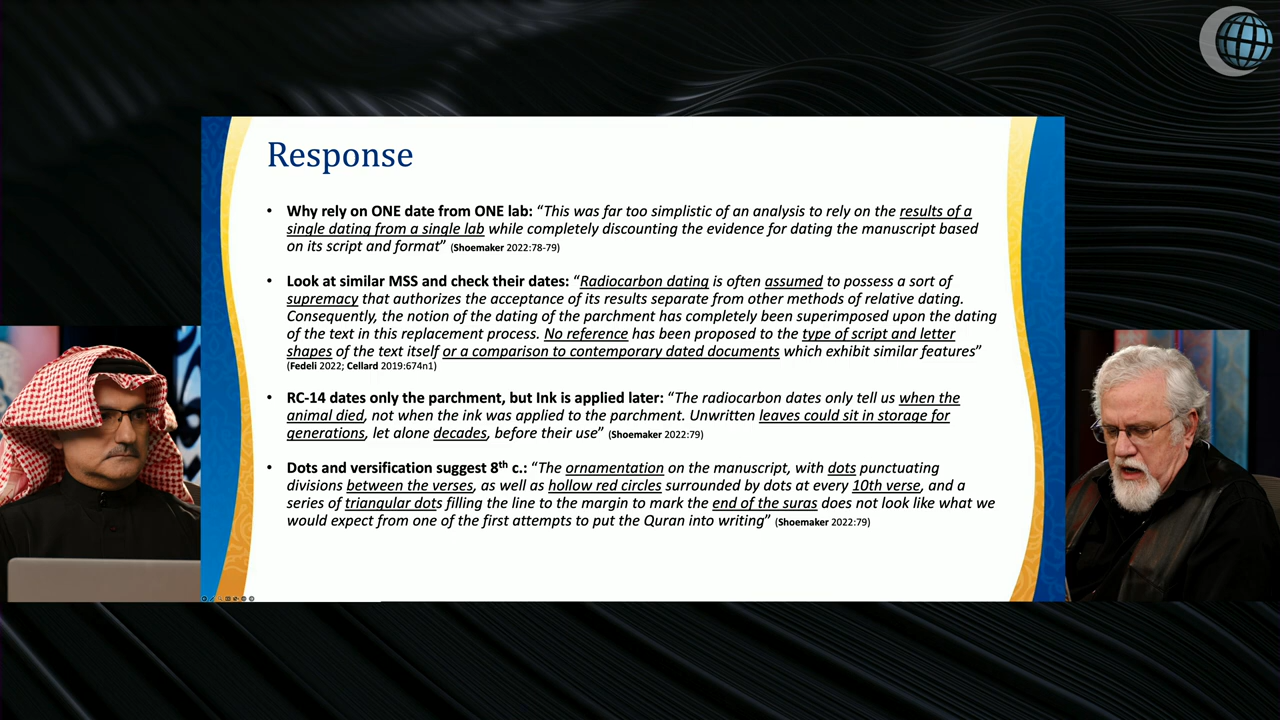 Response
• Why rely on ONE date from ONE lab: “This was far too simplistic of an analysis to rely on the results of a
single dating from a single lab while completely discounting the evidence for dating the manuscript based
on its script and format” (Shoemaker 2022:78-79)
• Look at similar MSS and check their dates: “Radiocarbon dating is often assumed to possess a sort of
supremacy that authorizes the acceptance of its results separate from other methods of relative dating.
Consequently, the notion of the dating of the parchment has completely been superimposed upon the dating
of the text in this replacement process. No reference has been proposed to the type of script and letter
shapes of the text itself or a comparison to contemporary dated documents which exhibit similar features”
(Fedeli 2022; Cellard 2019:674n1)
• RC-14 dates only the parchment, but Ink is applied later: “The radiocarbon dates only tell us when the
animal died, not when the ink was applied to the parchment. Unwritten leaves could sit in storage for
generations, let alone decades, before their use” (Shoemaker 2022:79)
• Dots and versification suggest 8th c.: “The ornamentation on the manuscript, with dots punctuating
divisions between the verses, as well as hollow red circles surrounded by dots at every 10th verse, and a
series of triangular dots filling the line to the margin to mark the end of the suras does not look like what we
would expect from one of the first attempts to put the Quran into writing” (Shoemaker 2022:79)